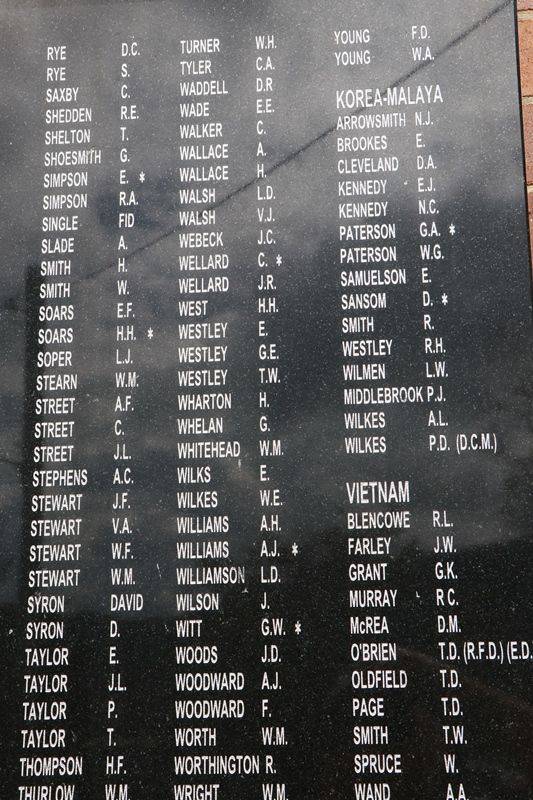 RYE D.C.
RYE S.
SAXBY C.
SHEDDEN R.E.
SHELTON T.
SHOESMITH G.
SIMPSON E. *
SIMPSON R.A.
SINGLE FID
SLADE A.
SMITH H.
SMITH W.
SOARS E.F.
SOARS H.H. *
SOPER L.J.
STEARN W.M.
STREET A.F.
STREET C.
STREET J.L.
STEPHENS A.C.
STEWART J.F.
STEWART V.A.
STEWART W.F.
STEWART W.M.
SYRON DAVID
SYRON D.
TAYLOR E.
TAYLOR J.L.
TAYLOR P.
TAYLOR T.
THOMPSON H.F.
THURLOW W.M.
TURNER W.H.
TYLER C.A.
WADDELL D.R
WADE E.E.
WALKER C.
WALLACE A.
WALLACE H.
WALSH L.D.
WALSH V.J.
WEBECK J.C.
WELLARD C. *
WELLARD J.R.
WEST H.H.
WESTLEY E.
WESTLEY G.E.
WESTLEY T.W.
WHARTON H.
WHELAN G.
WHITEHEAD W.M.
WILKS E.
WILKES W.E.
WILLIAMS A.H.
WILLIAMS A.J. *
WILLIAMSON L.D.
WILSON J.
WITT G.W. *
WOODS J.D.
WOODWARD A.J.
WOODWARD F.
WORTH W.M.
WORTHINGTON R.
WRIGHT W.M.
YOUNG F.D.
YOUNG W.A.
KOREA-MALAYA
ARROWSMITH N.J.
BROOKES E.
CLEVELAND D.A.
KENNEDY E.J.
KENNEDY N.C.
PATERSON G.A. *
PATERSON W.G.
SAMUELSON E.
SANSOM D. *
SMITH R.
WESTLEY R.H.
WILMEN L.W.
MIDDLEBROOK P.J.
WILKES A.L.
WILKES P.D. (D.C.M.)
VIETNAM
BLENCOWE R.L.
FARLEY J.W.
GRANT G.K.
MURRAY R C.
McREA D.M.
O'BRIEN T.D. (R.F.D.) (E.D.
OLDFIELD T.D.
PAGE T.D.
SMITH T.W.
SPRUCE W.
WAND A.A.